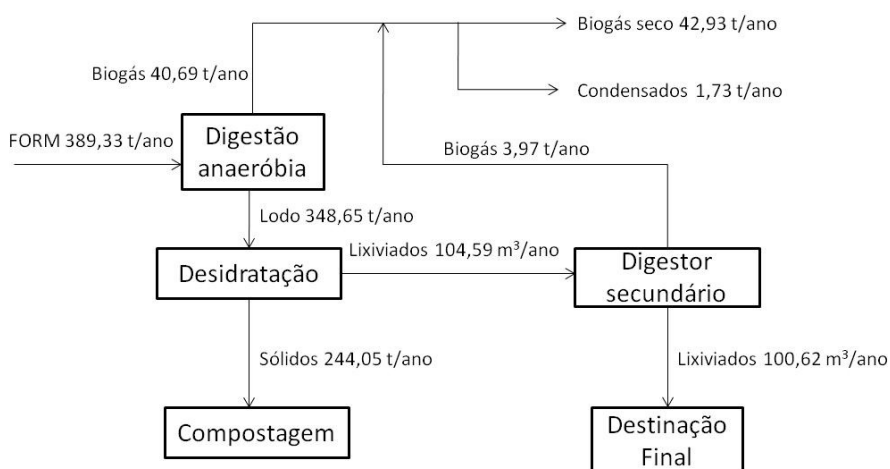 Biogás seco 42,93 t/ano
Biogás 40,69 t/ano
Condensados 1,73 t/ano
FORM 389,33 t/ano
Digestão
anaeróbia
Biogás 3,97 t/ano
Lodo 348,65 t/ano
Desidratação
Lixiviados 104,59 m³/ano
Digestor
secundário
Sólidos 244,05 t/ano
Lixiviados 100,62 m³/ano
Compostagem
Destinação
Final